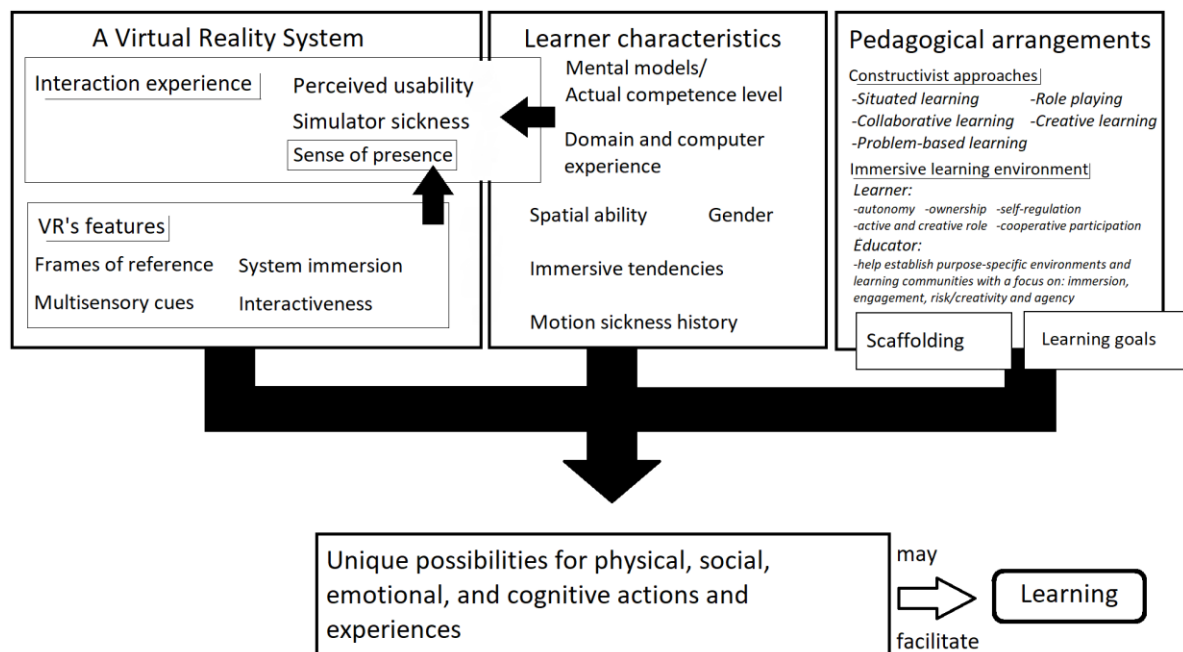 A Virtual Reality System
Interaction experience
Perceived usability
Simulator sickness
Sense of presence
VR's features
Frames of reference
System immersion
Multisensory cues
Interactiveness
Learner characteristics
Mental models/
Actual competence level
Domain and computer
experience
Spatial ability
Gender
Immersive tendencies
Motion sickness history
Pedagogical arrangements
Constructivist approaches
-Situated learning -Role playing
-Collaborative learning -Creative learning
-Problem-based learning
Immersive learning environment
Learner:
-autonomy -ownership -self-regulation
-active and creative role -cooperative participation
Educator:
-help establish purpose-specific environments and
learning communities with a focus on: immersion,
engagement, risk/creativity and agency
Scaffolding
Learning goals
Unique possibilities for physical, social,
emotional, and cognitive actions and
experiences
may
facilitate
Learning